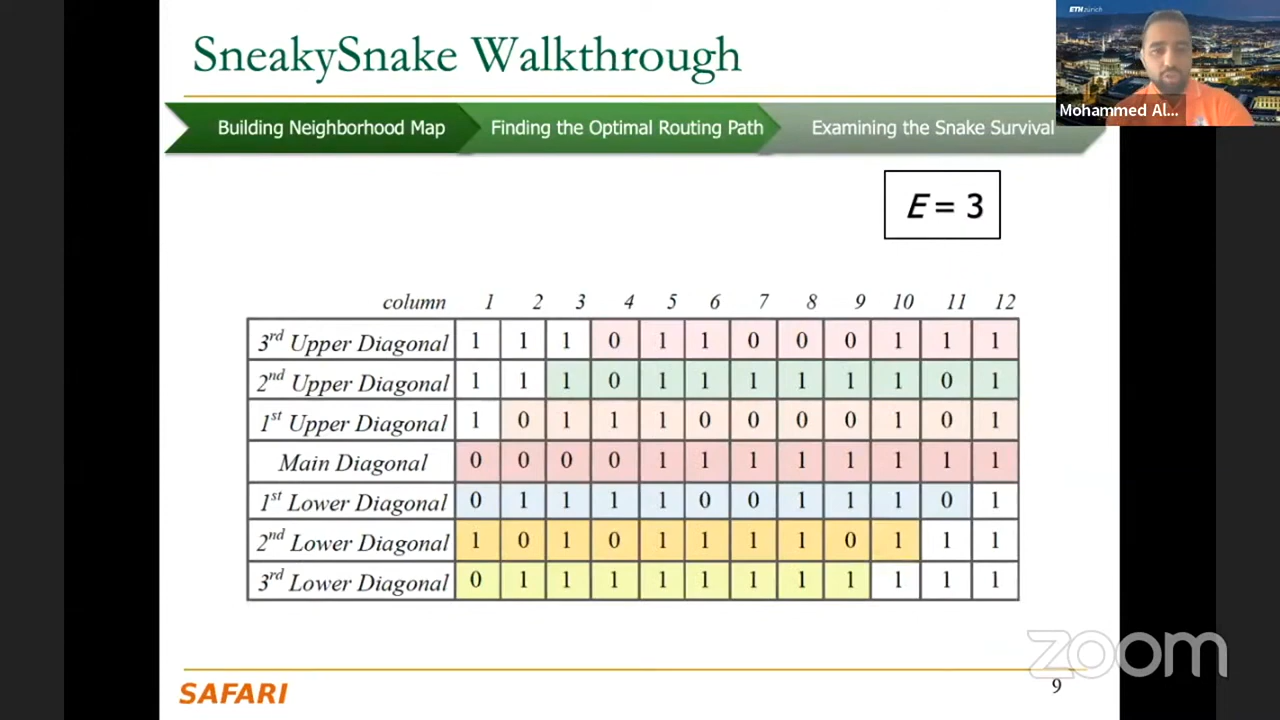 SneakySnake Walkthrough
ETH zürich
Mohammed Al...
Building Neighborhood Map Finding the Optimal Routing Path Examining the Snake Survival
E = 3
column 1 2 3 4 5 6 7 8 9 10 11 12
3rd Upper Diagonal 1 1 1 0 1 1 0 0 0 1 1 1
2nd Upper Diagonal 1 1 1 0 1 1 1 1 1 1 0 1
1st Upper Diagonal 1 0 1 1 1 0 0 0 0 1 0 1
Main Diagonal 0 0 0 0 1 1 1 1 1 1 1 1
1st Lower Diagonal 0 1 1 1 1 0 0 1 1 1 0 1
2nd Lower Diagonal 1 0 1 0 1 1 1 1 0 1 1 1
3rd Lower Diagonal 0 1 1 1 1 1 1 1 1 1 1 1
zoom
SAFARI
9